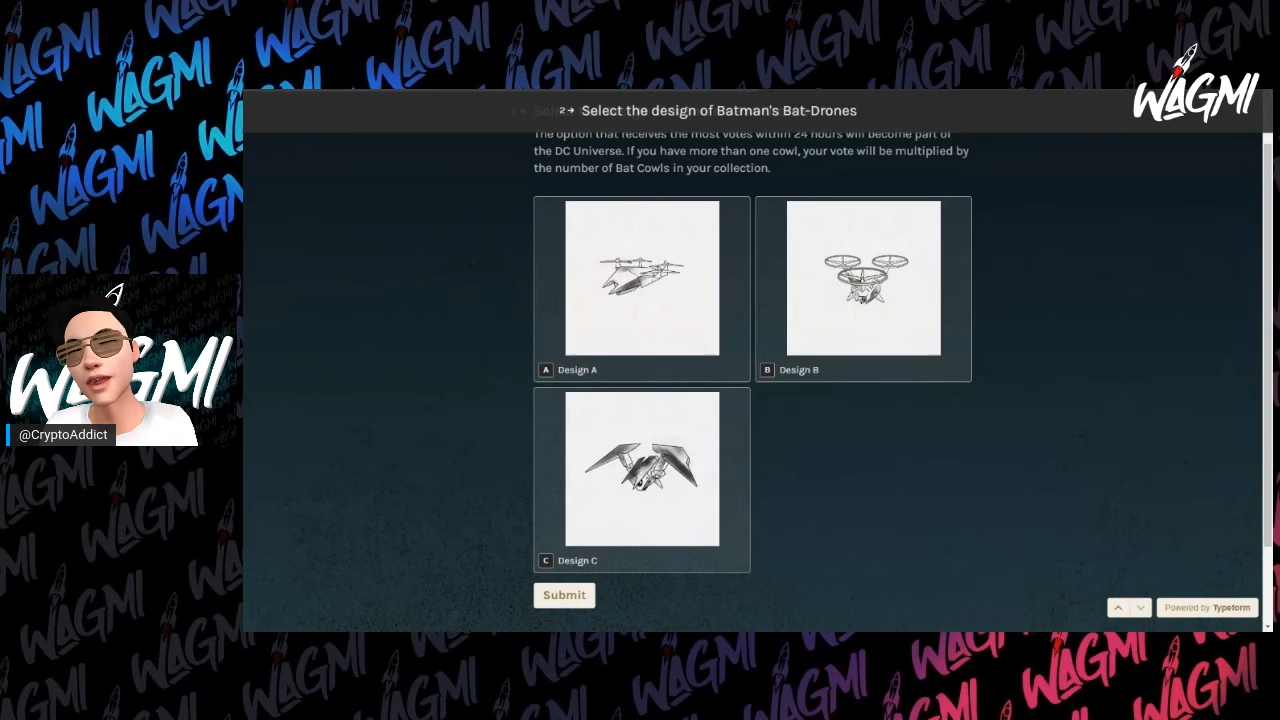 WAGMI
2→ Select the design of Batman's Bat-Drones
The option that receives the most votes within 24 hours will become part of
the DC Universe. If you have more than one cowl, your vote will be multiplied by
the number of Bat Cowls in your collection.
A Design A
B Design B
C Design C
Submit
Powered by Typeform
WAGMI
@CryptoAddict